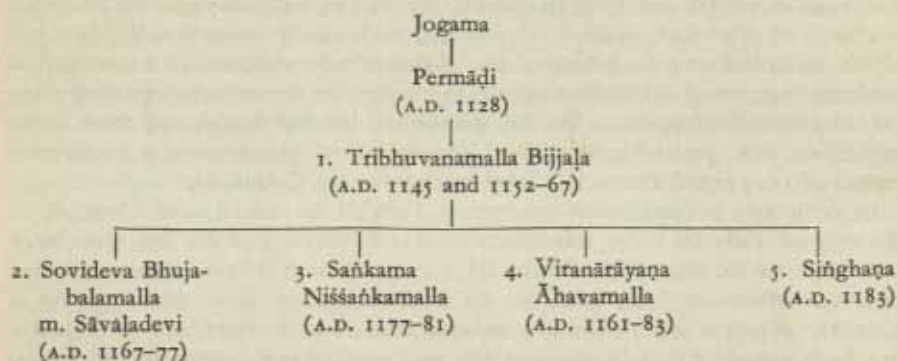 Jogama
Permāḍi
(A.D. 1128)
1. Tribhuvanamalla Bijjaḷa
(A.D. 1145 and 1152–67)
2. Sovideva Bhuja-
balamalla
m. Sāvaḷadevi
(A.D. 1167–77)
3. Saṅkama
Niśśaṅkamalla
(A.D. 1177–81)
4. Viranārāyaṇa
Āhavamalla
(A.D. 1161–83)
5. Siṅghaṇa
(A.D. 1183)